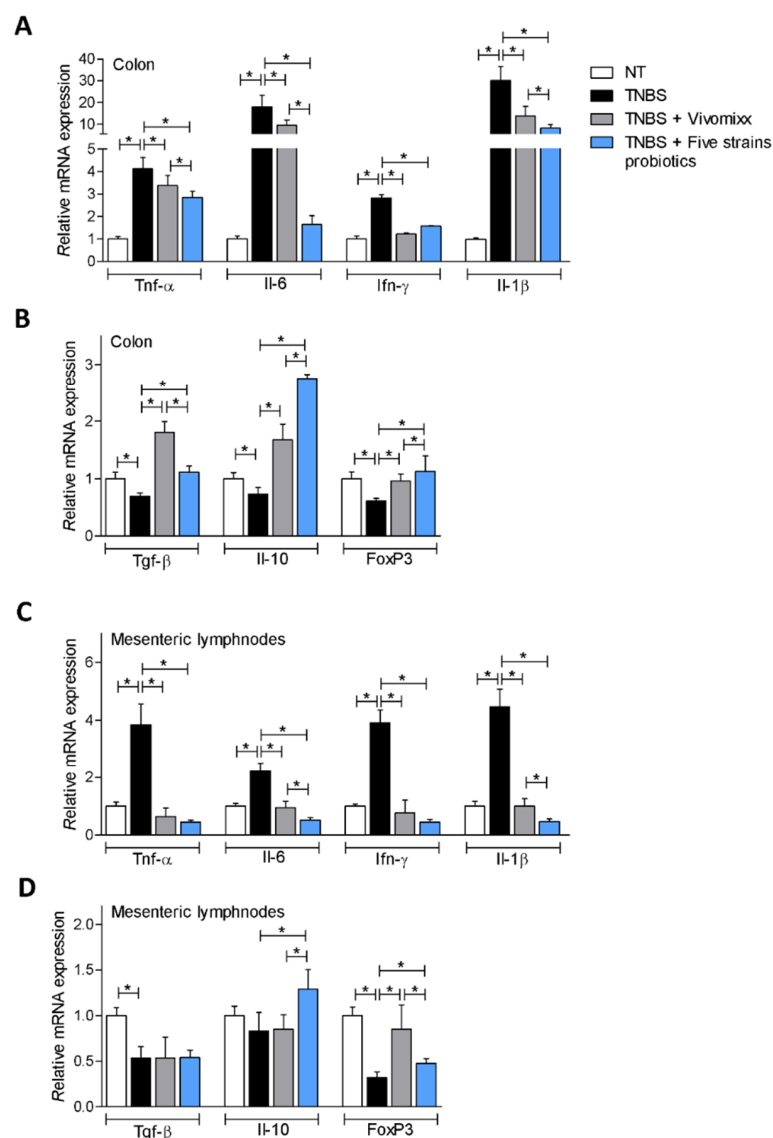 A
Colon
Relative mRNA expression
40
30
20
10
5
4
3
2
1
0
* * * *
* * * *
* * *
* * * *
Tnf-α Il-6 Ifn-γ Il-1β
NT
TNBS
TNBS + Vivomixx
TNBS + Five strains
probiotics
B
Colon
Relative mRNA expression
3
2
1
0
* * * *
* * * *
* * * * *
Tgf-β Il-10 FoxP3
C
Mesenteric lymphnodes
Relative mRNA expression
6
4
2
0
* * *
* * * *
* * *
* * * *
Tnf-α Il-6 Ifn-γ Il-1β
D
Mesenteric lymphnodes
Relative mRNA expression
2.0
1.5
1.0
0.5
0.0
*
* *
* * * *
Tgf-β Il-10 FoxP3